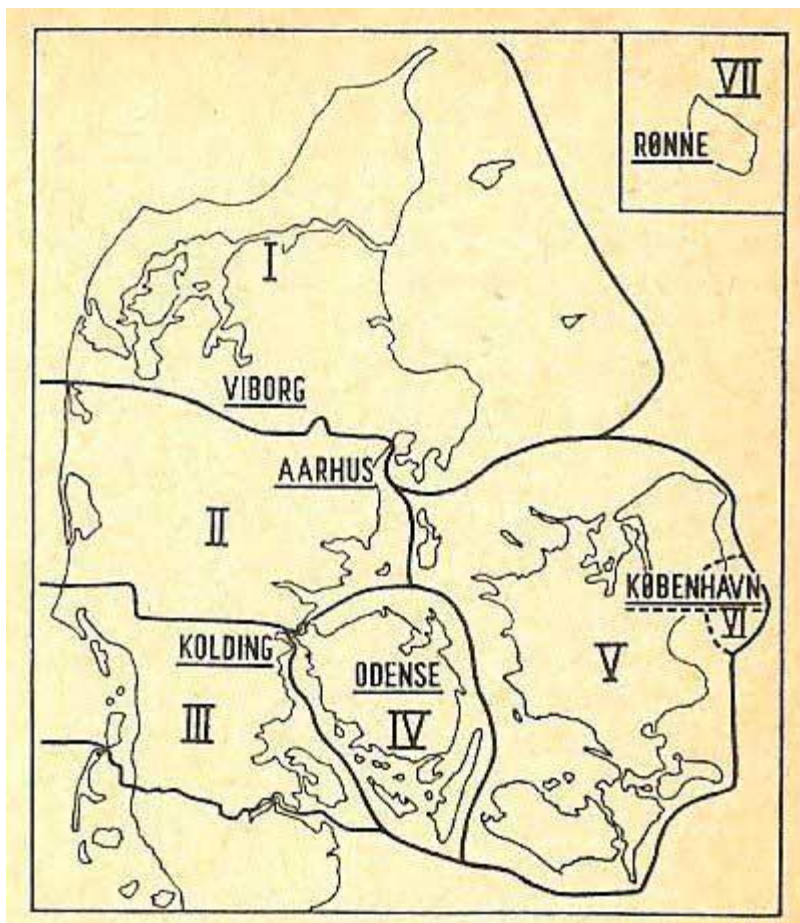 VII
RØNNE
I
VIBORG
AARHUS
II
KØBENHAVN
VI
KOLDING
ODENSE
V
III
IV